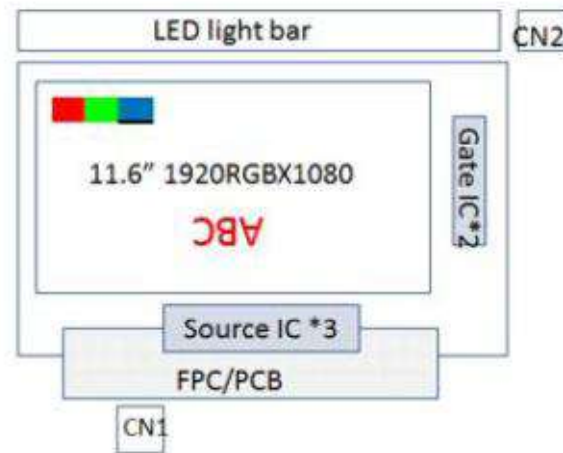 LED light bar
CN2
11.6” 1920RGBX1080
ABC
Gate IC*2
Source IC *3
FPC/PCB
CN1